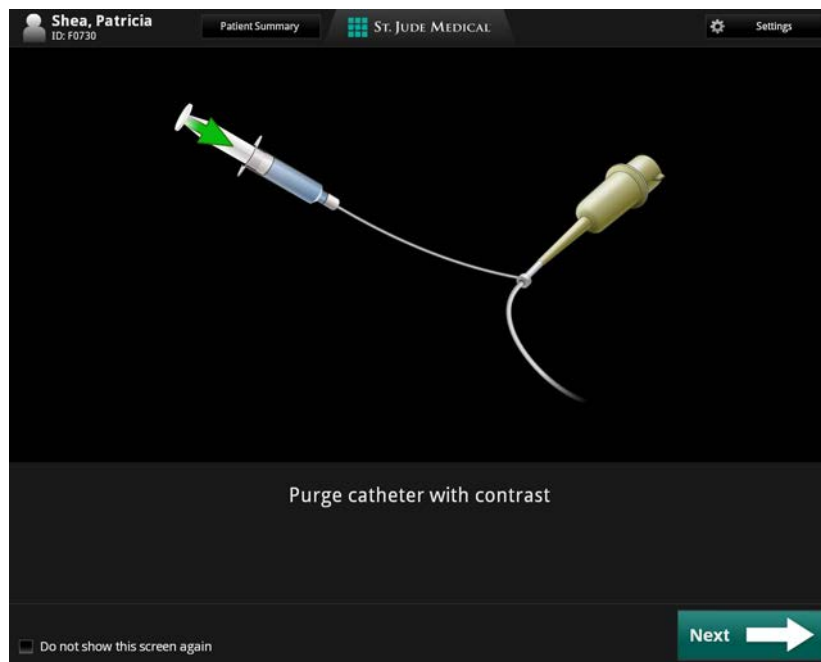 Shea, Patricia
ID: F0730
Patient Summary
ST. JUDE MEDICAL
Settings
Purge catheter with contrast
Do not show this screen again
Next